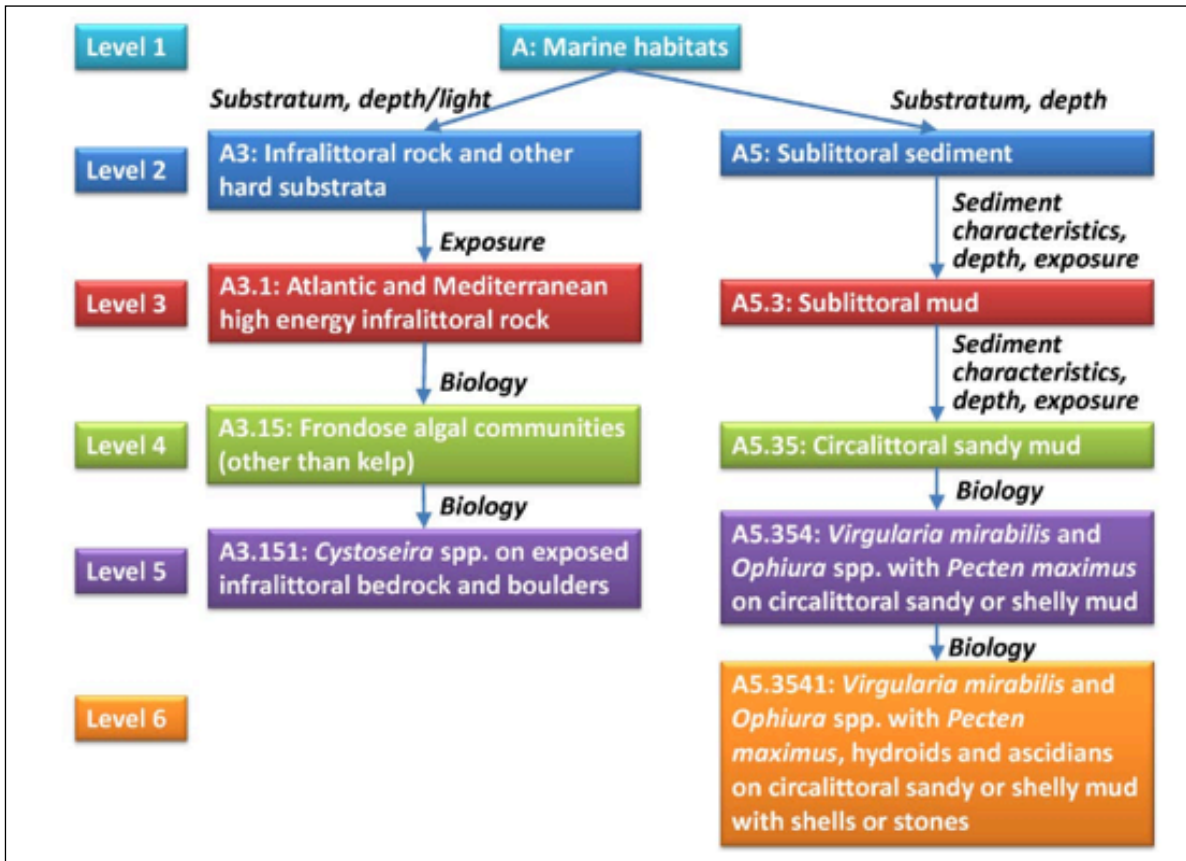 Level 1
A: Marine habitats
Substratum, depth/light
Substratum, depth
Level 2
A3: Infralittoral rock and other
hard substrata
A5: Sublittoral sediment
Exposure
Sediment
characteristics,
depth, exposure
Level 3
A3.1: Atlantic and Mediterranean
high energy infralittoral rock
A5.3: Sublittoral mud
Biology
Sediment
characteristics,
depth, exposure
Level 4
A3.15: Frondose algal communities
(other than kelp)
A5.35: Circalittoral sandy mud
Biology
Biology
Level 5
A3.151: Cystoseira spp. on exposed
infralittoral bedrock and boulders
A5.354: Virgularia mirabilis and
Ophiura spp. with Pecten maximus
on circalittoral sandy or shelly mud
Biology
Level 6
A5.3541: Virgularia mirabilis and
Ophiura spp. with Pecten
maximus, hydroids and ascidians
on circalittoral sandy or shelly mud
with shells or stones